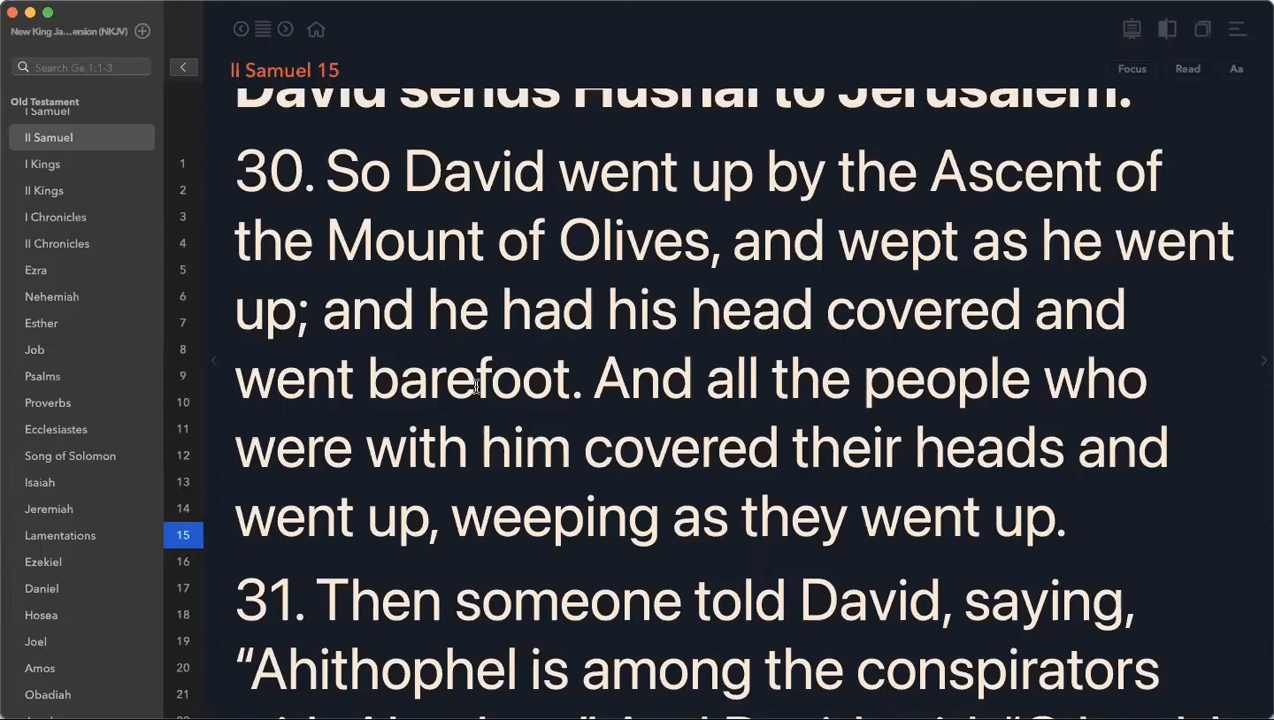 New King Ja...ersion (NKJV)
Search Ge 1:1-3
Old Testament
I Samuel
II Samuel
I Kings
II Kings
I Chronicles
II Chronicles
Ezra
Nehemiah
Esther
Job
Psalms
Proverbs
Ecclesiastes
Song of Solomon
Isaiah
Jeremiah
Lamentations
Ezekiel
Daniel
Hosea
Joel
Amos
Obadiah
1
2
3
4
5
6
7
8
9
10
11
12
13
14
15
16
17
18
19
20
21
II Samuel 15
Focus
Read
Aa
David sends Hushai to Jerusalem.
30. So David went up by the Ascent of
the Mount of Olives, and wept as he went
up; and he had his head covered and
went barefoot. And all the people who
were with him covered their heads and
went up, weeping as they went up.
31. Then someone told David, saying,
“Ahithophel is among the conspirators